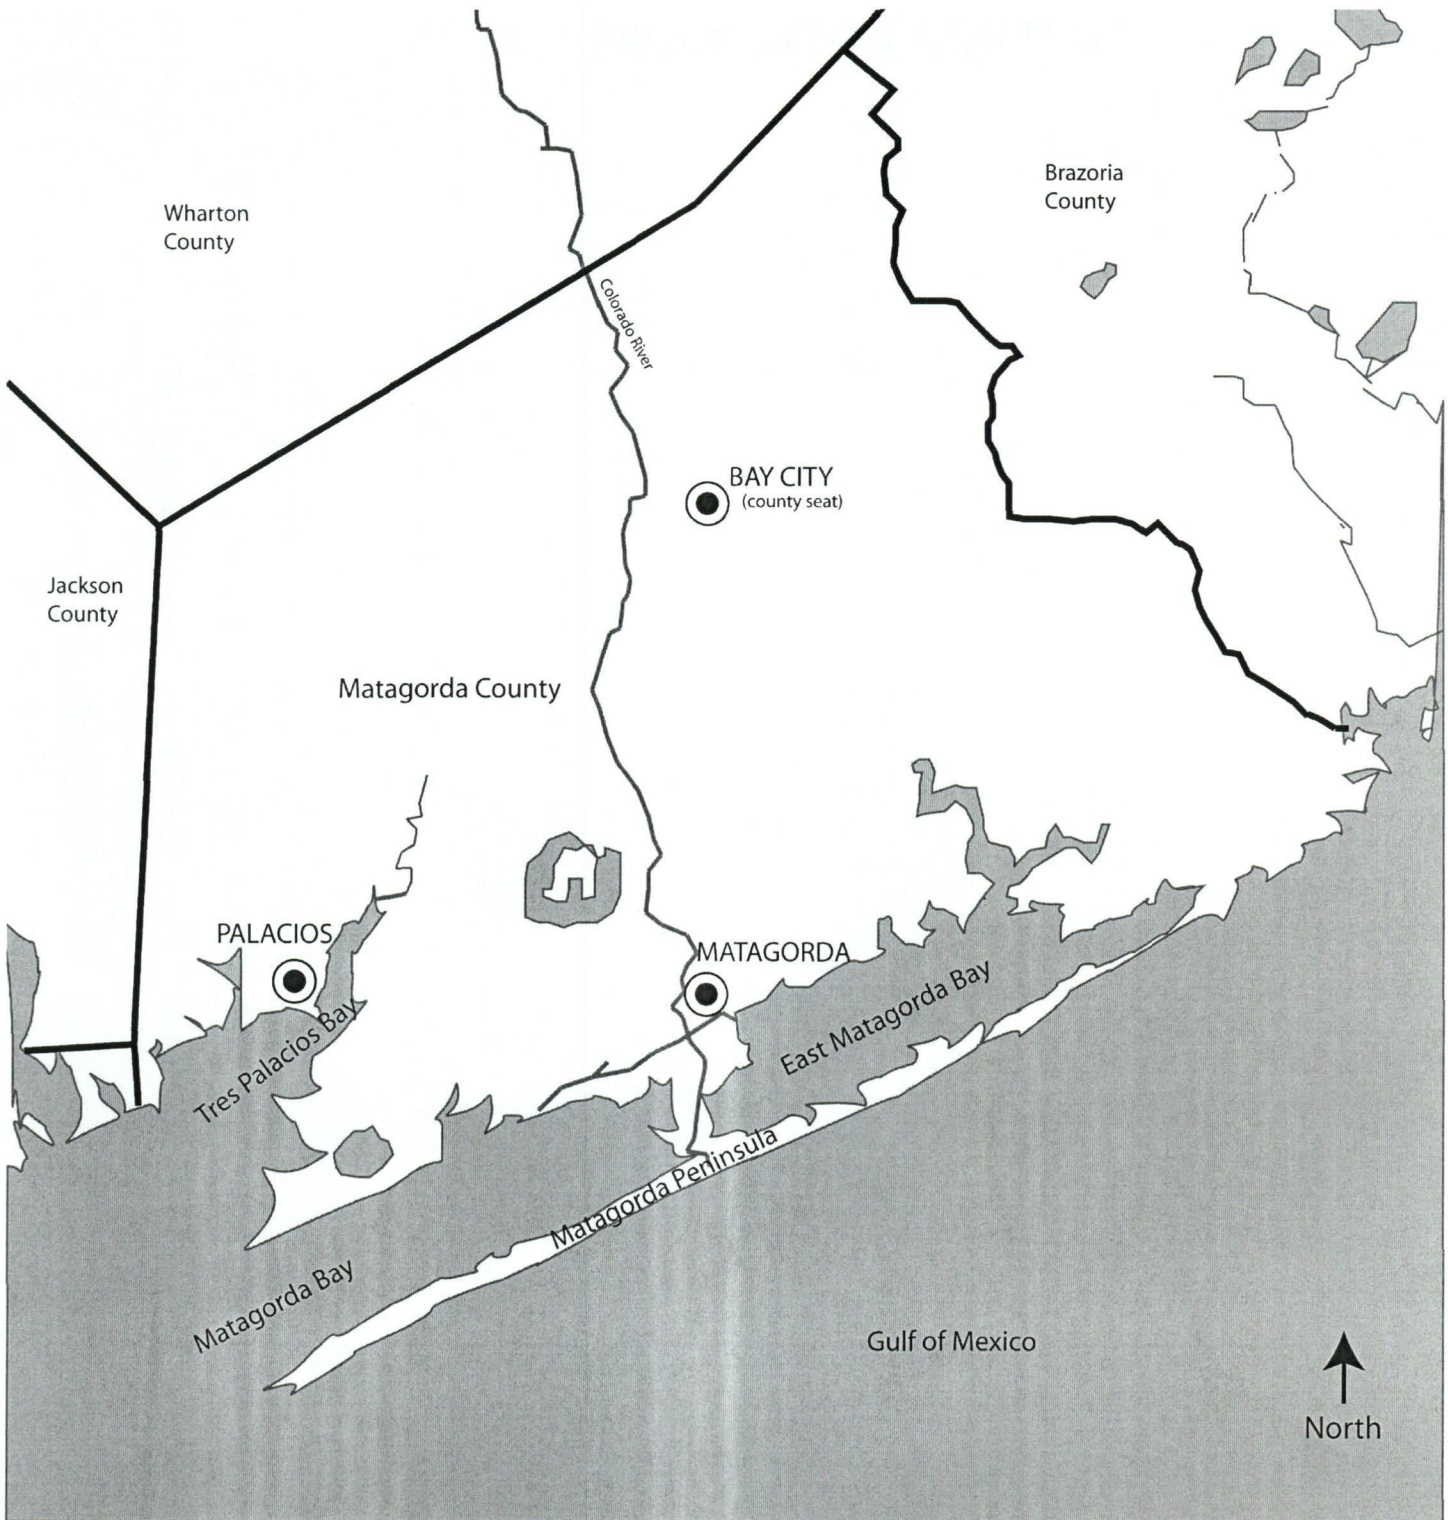 Brazoria
County
Wharton
County
Colorado River
BAY CITY
(county seat)
Jackson
County
Matagorda County
PALACIOS
MATAGORDA
East Matagorda Bay
Tres Palacios Bay
Matagorda Peninsula
Matagorda Bay
Gulf of Mexico
North